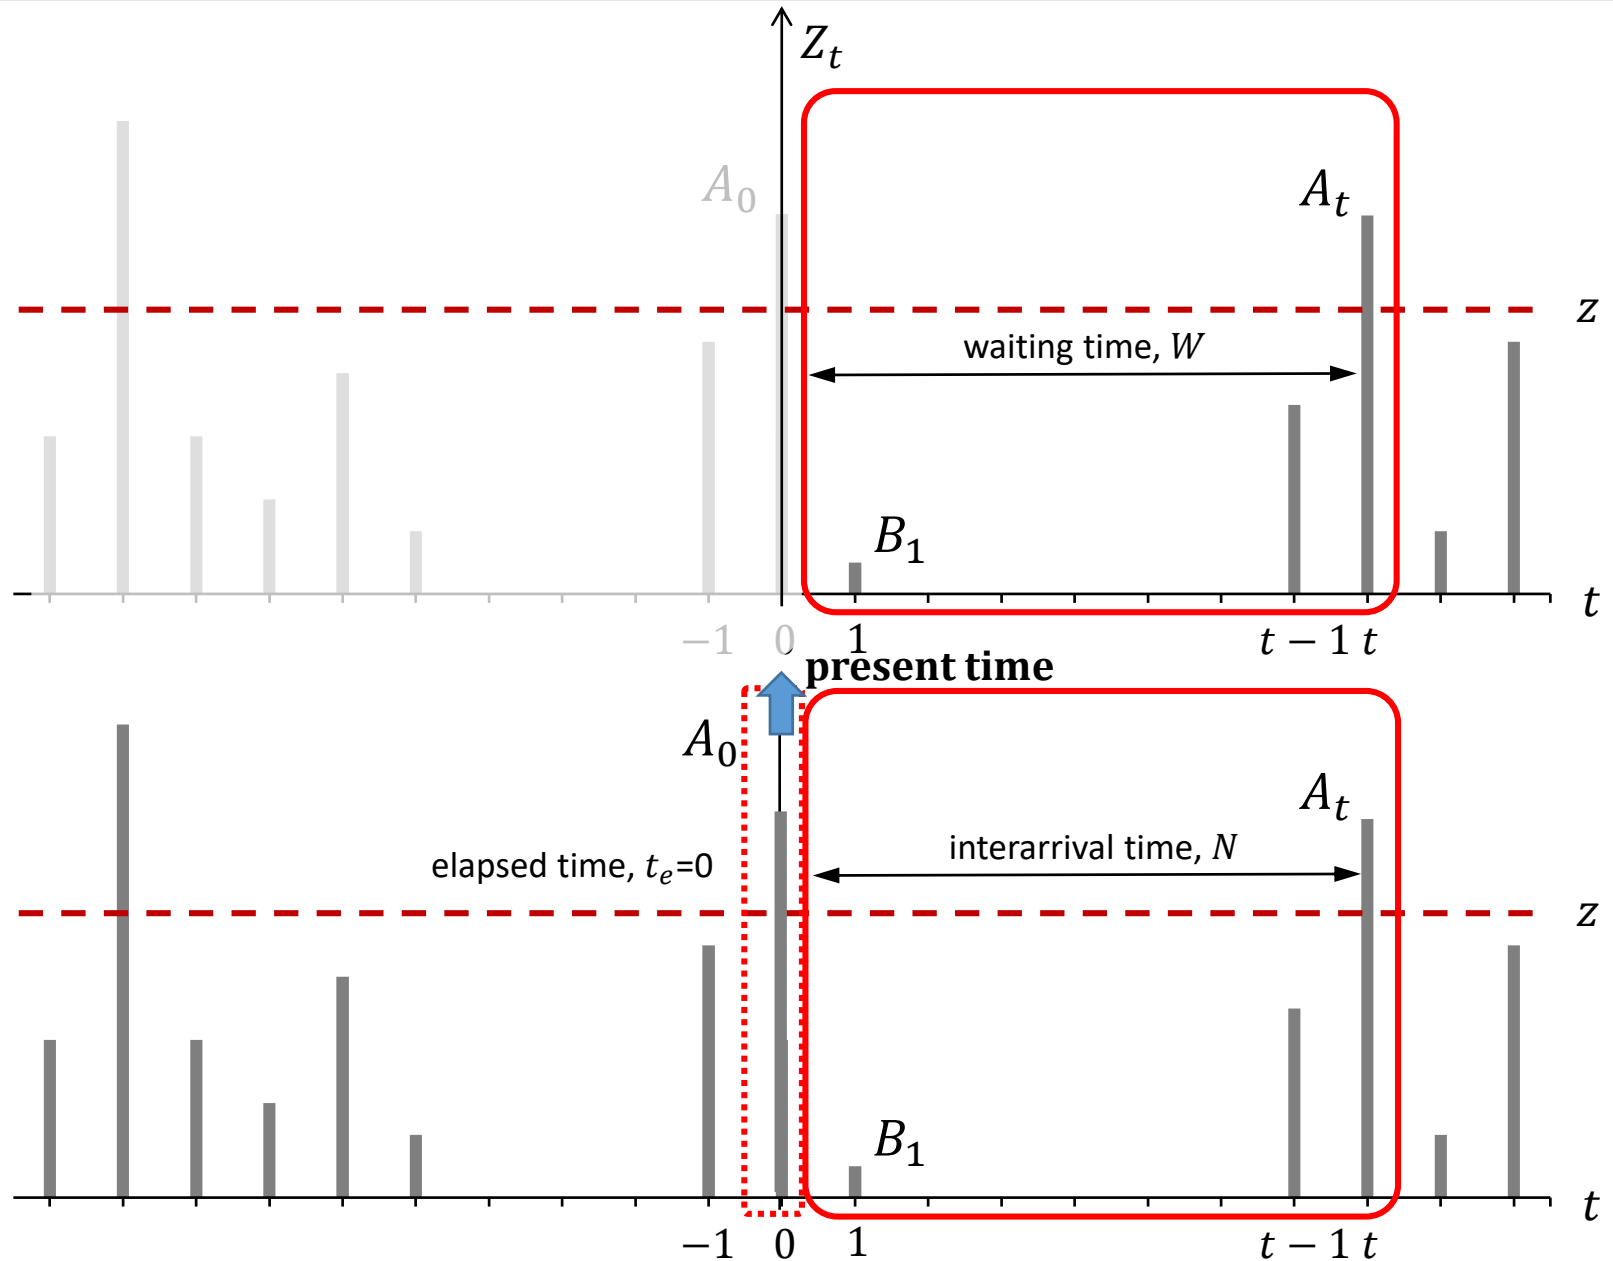 Z_t
A_0
A_t
z
waiting time, W
B_1
t
−1 0 1 t − 1 t
present time
A_0
A_t
interarrival time, N
elapsed time, t_e=0
z
B_1
t
−1 0 1 t − 1 t